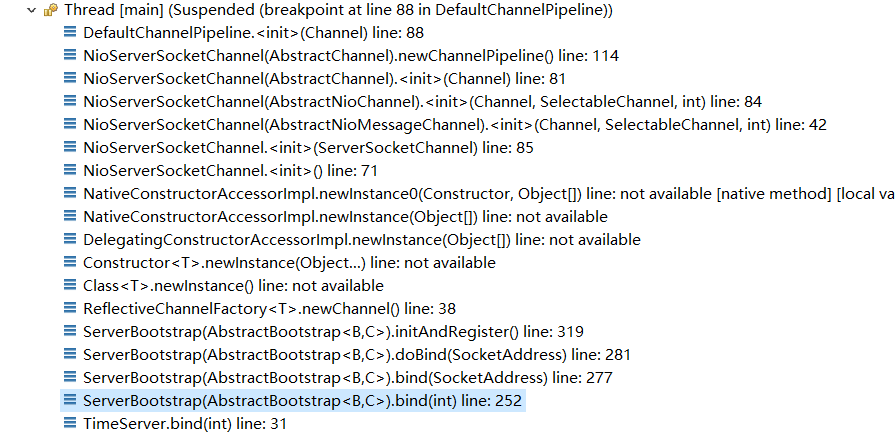 Thread [main] (Suspended (breakpoint at line 88 in DefaultChannelPipeline))
DefaultChannelPipeline.<init>(Channel) line: 88
NioServerSocketChannel(AbstractChannel).newChannelPipeline() line: 114
NioServerSocketChannel(AbstractChannel).<init>(Channel) line: 81
NioServerSocketChannel(AbstractNioChannel).<init>(Channel, SelectableChannel, int) line: 84
NioServerSocketChannel(AbstractNioMessageChannel).<init>(Channel, SelectableChannel, int) line: 42
NioServerSocketChannel.<init>(ServerSocketChannel) line: 85
NioServerSocketChannel.<init>() line: 71
NativeConstructorAccessorImpl.newInstance0(Constructor, Object[]) line: not available [native method] [local va
NativeConstructorAccessorImpl.newInstance(Object[]) line: not available
DelegatingConstructorAccessorImpl.newInstance(Object[]) line: not available
Constructor<T>.newInstance(Object...) line: not available
Class<T>.newInstance() line: not available
ReflectiveChannelFactory<T>.newChannel() line: 38
ServerBootstrap(AbstractBootstrap<B,C>).initAndRegister() line: 319
ServerBootstrap(AbstractBootstrap<B,C>).doBind(SocketAddress) line: 281
ServerBootstrap(AbstractBootstrap<B,C>).bind(SocketAddress) line: 277
ServerBootstrap(AbstractBootstrap<B,C>).bind(int) line: 252
TimeServer.bind(int) line: 31